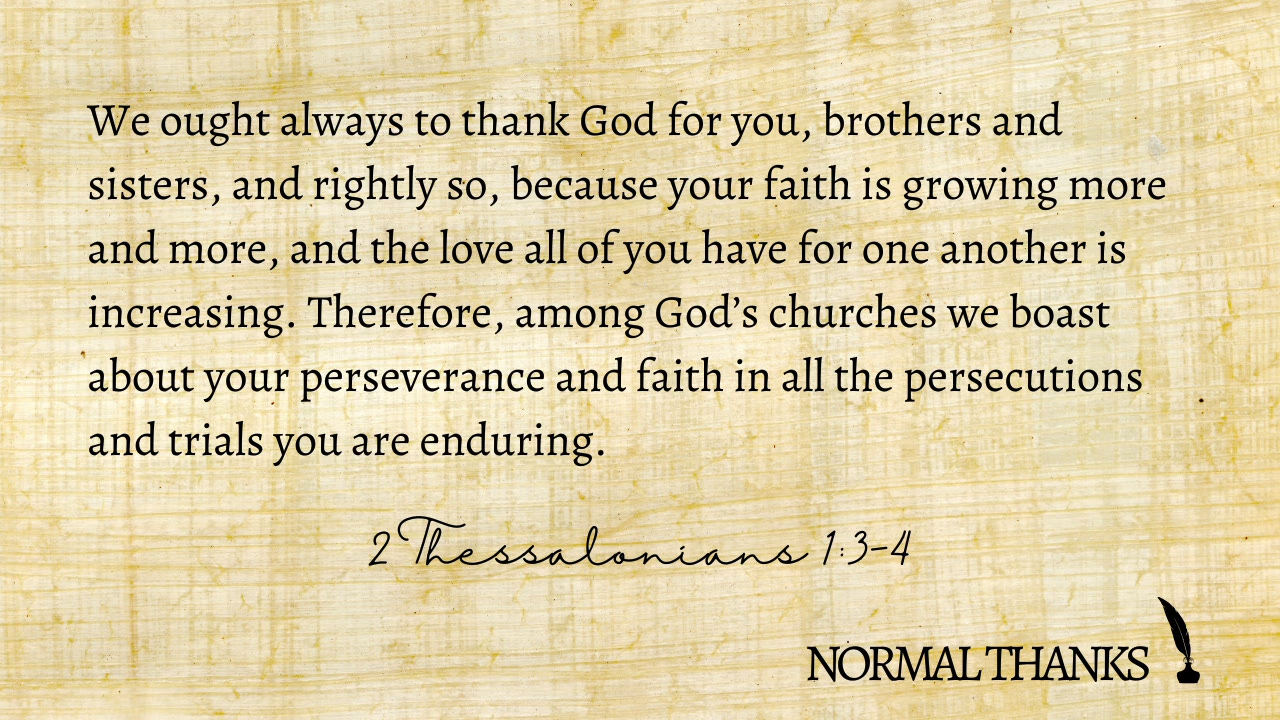 We ought always to thank God for you, brothers and
sisters, and rightly so, because your faith is growing more
and more, and the love all of you have for one another is
increasing. Therefore, among God’s churches we boast
about your perseverance and faith in all the persecutions
and trials you are enduring.
2 Thessalonians 1:3-4
NORMAL THANKS